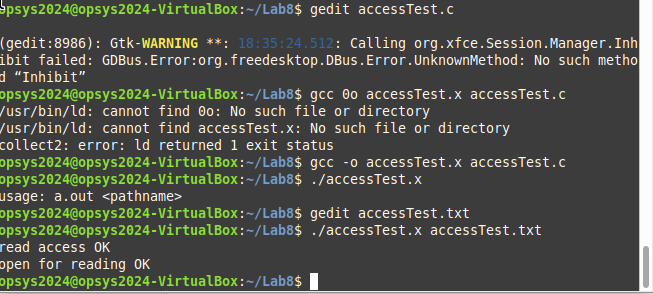 opsys2024@opsys2024-VirtualBox:~/Lab8$ gedit accessTest.c
(gedit:8986): Gtk-WARNING **: 18:35:24.512: Calling org.xfce.Session.Manager.Inh
ibit failed: GDBus.Error:org.freedesktop.DBus.Error.UnknownMethod: No such metho
d “Inhibit”
opsys2024@opsys2024-VirtualBox:~/Lab8$ gcc 0o accessTest.x accessTest.c
/usr/bin/ld: cannot find 0o: No such file or directory
/usr/bin/ld: cannot find accessTest.x: No such file or directory
collect2: error: ld returned 1 exit status
opsys2024@opsys2024-VirtualBox:~/Lab8$ gcc -o accessTest.x accessTest.c
opsys2024@opsys2024-VirtualBox:~/Lab8$ ./accessTest.x
usage: a.out <pathname>
opsys2024@opsys2024-VirtualBox:~/Lab8$ gedit accessTest.txt
opsys2024@opsys2024-VirtualBox:~/Lab8$ ./accessTest.x accessTest.txt
read access OK
open for reading OK
opsys2024@opsys2024-VirtualBox:~/Lab8$